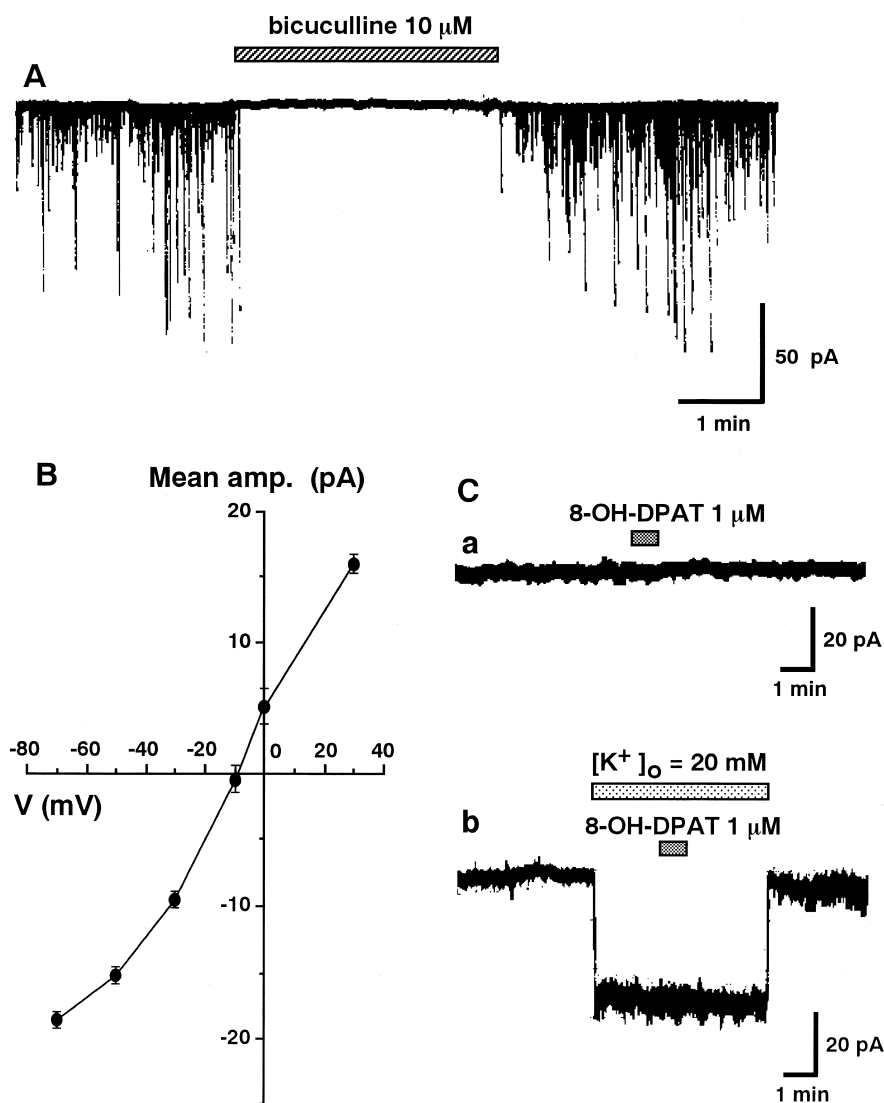 bicuculline 10 μM
A
50 pA
1 min
B
Mean amp. (pA)
20
10
-80 -60 -40 -20 0 20 40
V (mV)
-10
-20
C
8-OH-DPAT 1 μM
a
20 pA
1 min
[K+]o = 20 mM
b
8-OH-DPAT 1 μM
20 pA
1 min